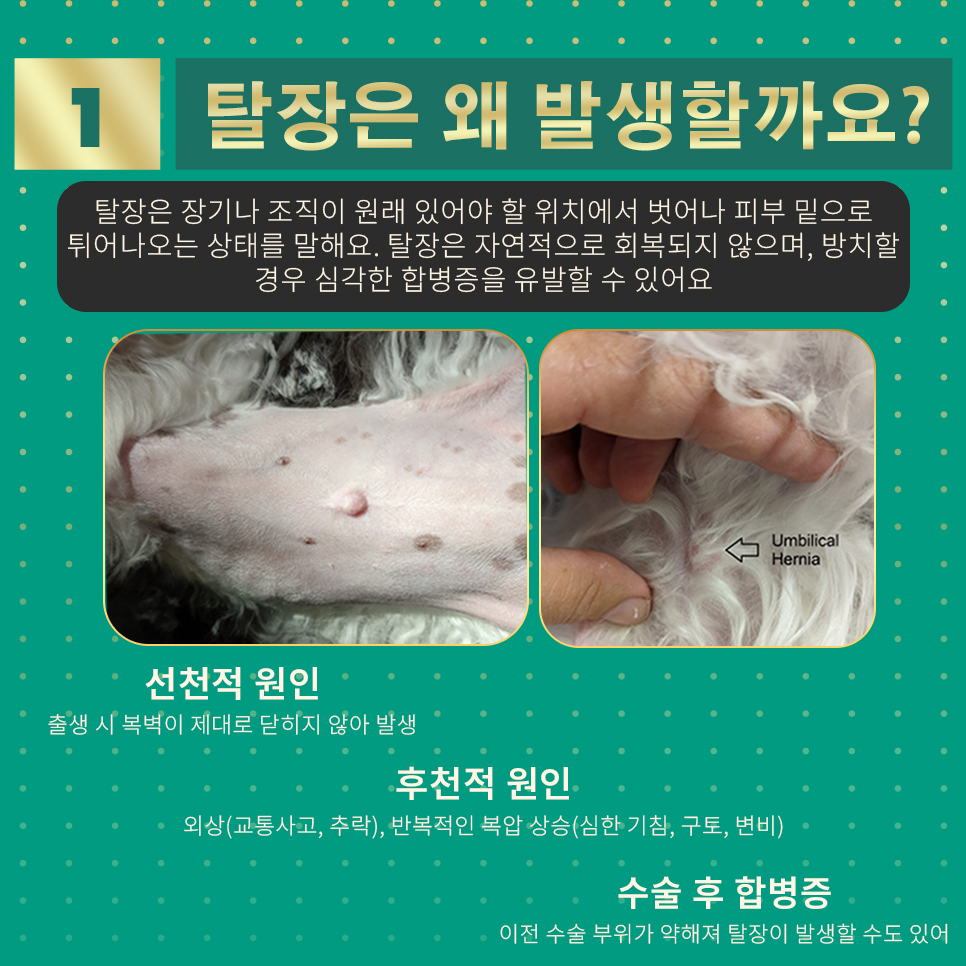 1
탈장은 왜 발생할까요?
탈장은 장기나 조직이 원래 있어야 할 위치에서 벗어나 피부 밑으로
튀어나오는 상태를 말해요. 탈장은 자연적으로 회복되지 않으며, 방치할
경우 심각한 합병증을 유발할 수 있어요
Umbilical
Hernia
선천적 원인
출생 시 복벽이 제대로 닫히지 않아 발생
후천적 원인
외상(교통사고, 추락), 반복적인 복압 상승(심한 기침, 구토, 변비)
수술 후 합병증
이전 수술 부위가 약해져 탈장이 발생할 수도 있어